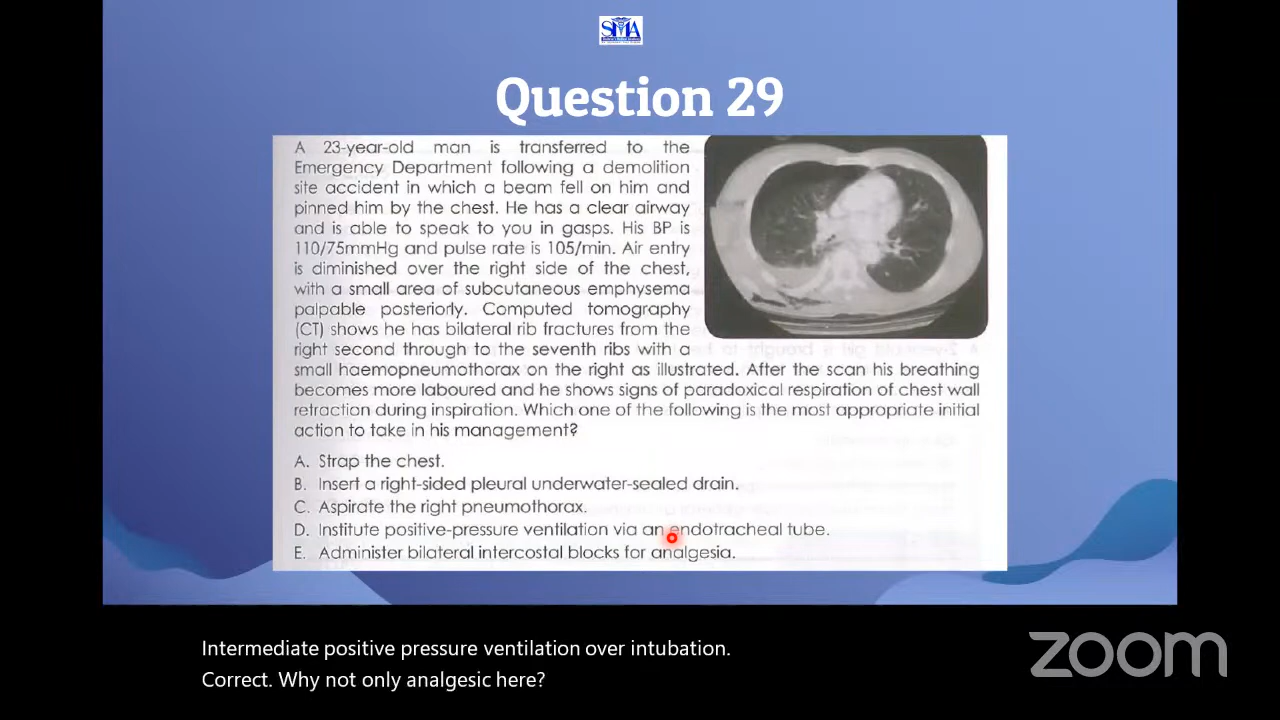 SMA
Question 29
A 23-year-old man is transferred to the
Emergency Department following a demolition
site accident in which a beam fell on him and
pinned him by the chest. He has a clear airway
and is able to speak to you in gasps. His BP is
110/75mmHg and pulse rate is 105/min. Air entry
is diminished over the right side of the chest,
with a small area of subcutaneous emphysema
palpable posteriorly. Computed tomography
(CT) shows he has bilateral rib fractures from the
right second through to the seventh ribs with a
small haemopneumothorax on the right as illustrated. After the scan his breathing
becomes more laboured and he shows signs of paradoxical respiration of chest wall
retraction during inspiration. Which one of the following is the most appropriate initial
action to take in his management?
A. Strap the chest.
B. Insert a right-sided pleural underwater-sealed drain.
C. Aspirate the right pneumothorax.
D. Institute positive-pressure ventilation via an endotracheal tube.
E. Administer bilateral intercostal blocks for analgesia.
Intermediate positive pressure ventilation over intubation.
Correct. Why not only analgesic here?
zoom